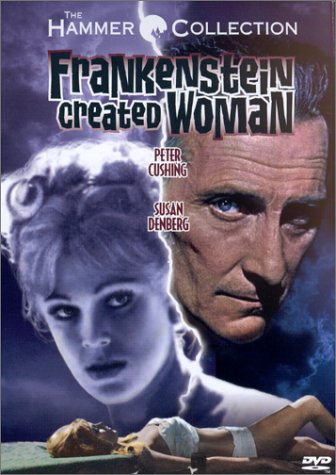 THE
HAMMER COLLECTION
FRANKENSTEIN
CREATED WOMAN
PETER
CUSHING
SUSAN
DENBERG
DVD